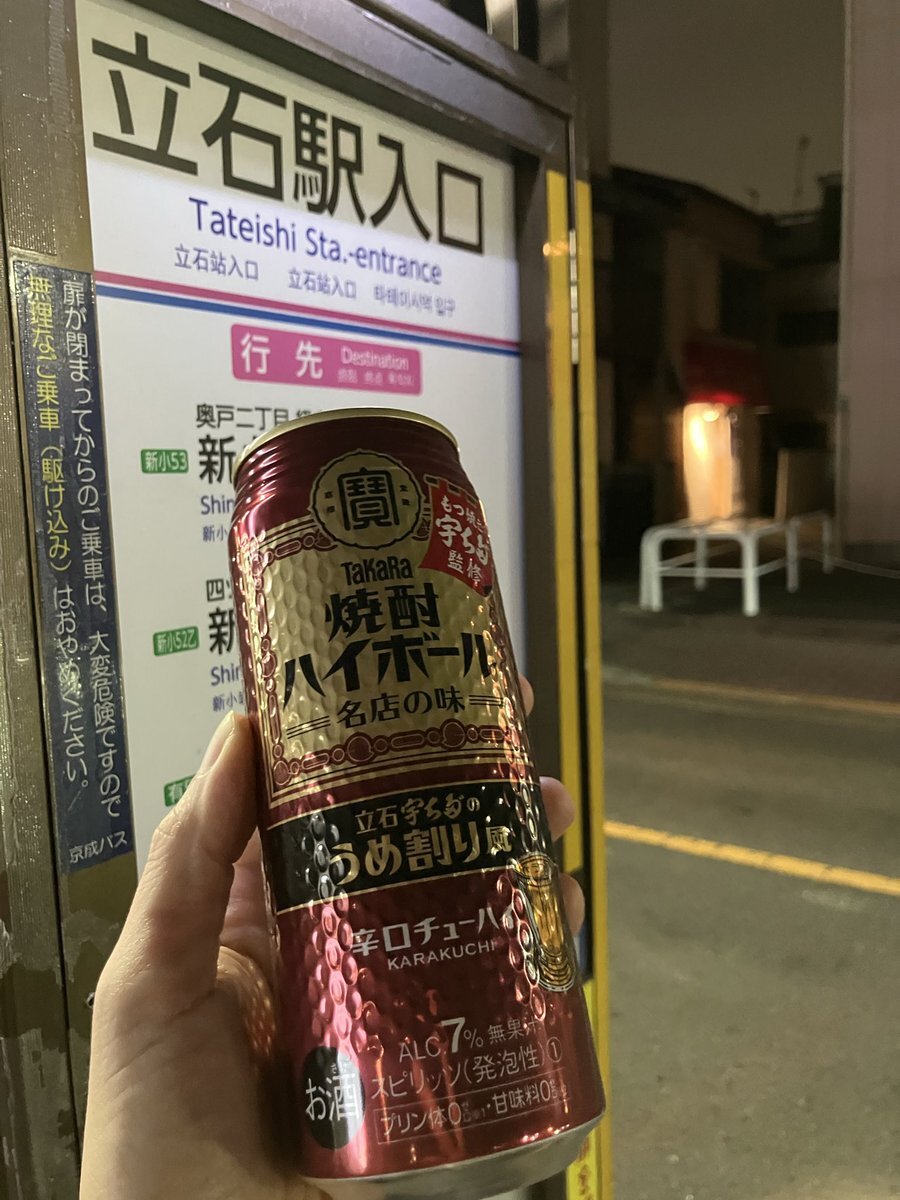 立石駅入口
Tateishi Sta.-entrance
立石站入口 立石站入口 타테이시역 입구
行先 Destination
奥戸二丁目
新小53
新
Shin
新小
四
新小52乙
新
Shin
新小
有
扉が閉まってからのご乗車は、大変危険ですので
無理なご乗車（駆け込み）はおやめください。
京成バス
寶
TaKaRa
焼酎
ハイボール
名店の味
もつ焼
宇ち多゙
監修
立石宇ち多゙の
うめ割り風
辛口チューハイ
KARAKUCHI
ALC.7% 無果汁
スピリッツ(発泡性)①
プリン体0 ・甘味料0
お酒